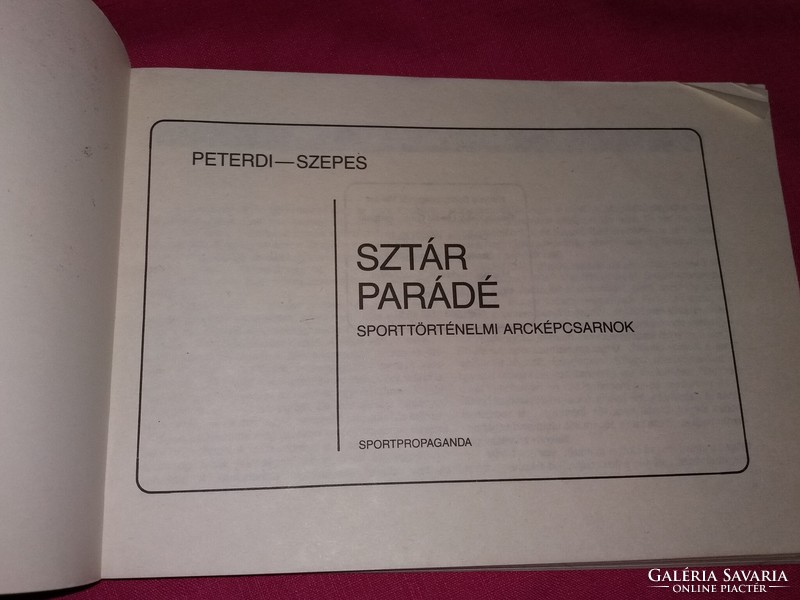 PETERDI—SZEPES
SZTÁR
PARÁDÉ
SPORTTÖRTÉNELMI ARCKÉPCSARNOK
SPORTPROPAGANDA
GALÉRIA SAVARIA
ONLINE PIACTÉR